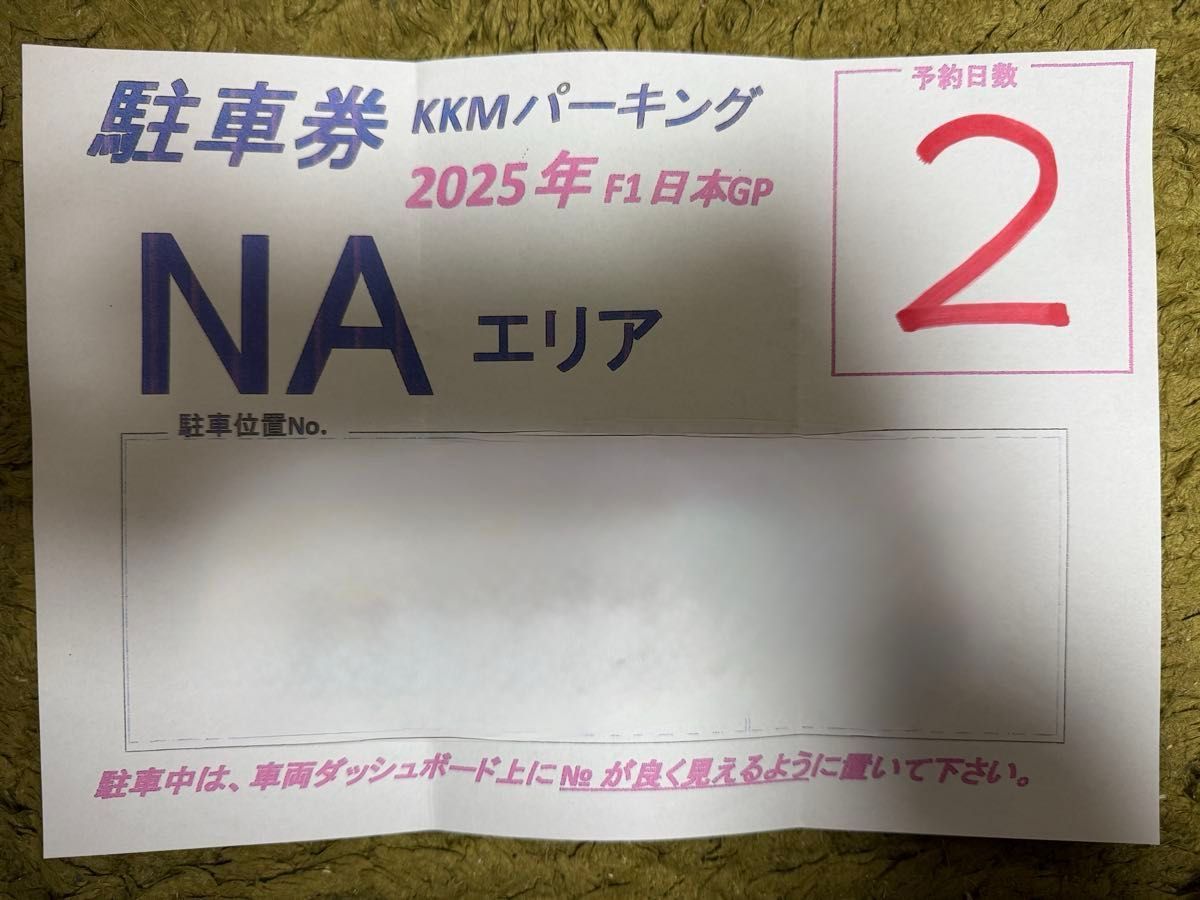 駐車券 KKMパーキング
2025年 F1日本GP
予約日数
2
NA エリア
駐車位置No.
駐車中は、車両ダッシュボード上に№ が良く見えるように置いて下さい。